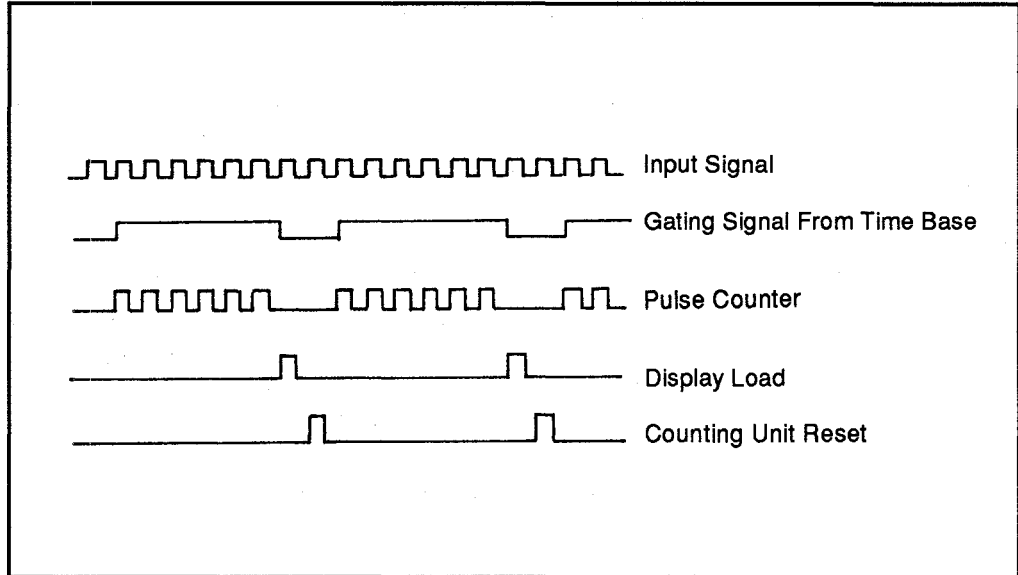 Input Signal
Gating Signal From Time Base
Pulse Counter
Display Load
Counting Unit Reset